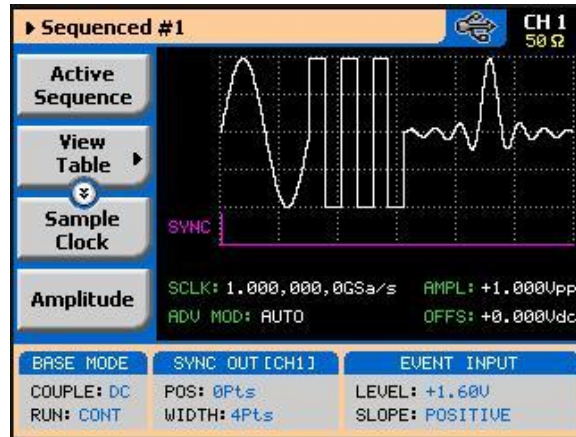 Sequenced #1
CH 1
50 Ω
Active
Sequence
View
Table
Sample
Clock
Amplitude
SYNC
SCLK: 1.000,000,0GSa/s AMPL: +1.000Vpp
ADV MOD: AUTO OFFS: +0.000Vdc
BASE MODE SYNC OUT [CH1] EVENT INPUT
COUPLE: DC POS: 0Pts LEVEL: +1.60V
RUN: CONT WIDTH: 4Pts SLOPE: POSITIVE